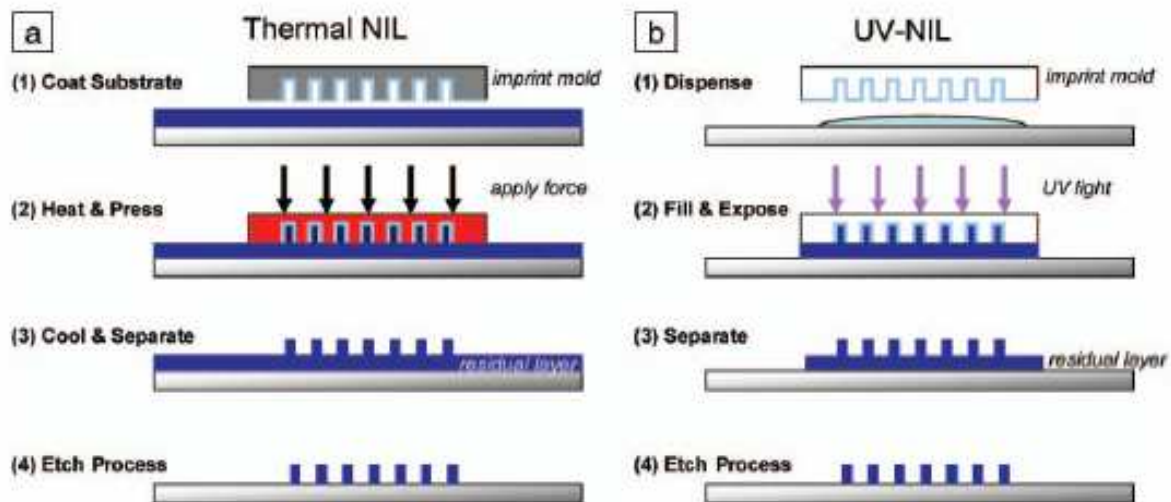 a
Thermal NIL
(1) Coat Substrate
imprint mold
(2) Heat & Press
apply force
(3) Cool & Separate
residual layer
(4) Etch Process
b
UV-NIL
(1) Dispense
imprint mold
(2) Fill & Expose
UV light
(3) Separate
residual layer
(4) Etch Process